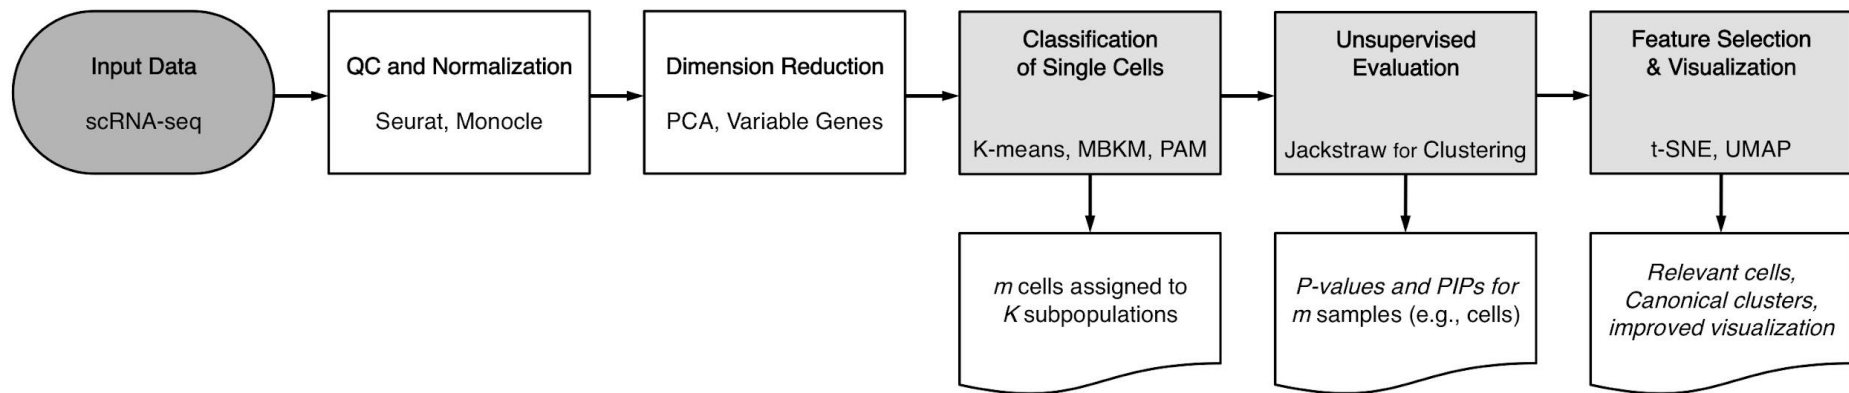 Input Data
scRNA-seq
QC and Normalization
Seurat, Monocle
Dimension Reduction
PCA, Variable Genes
Classification
of Single Cells
K-means, MBKM, PAM
Unsupervised
Evaluation
Jackstraw for Clustering
Feature Selection
& Visualization
t-SNE, UMAP
m cells assigned to
K subpopulations
P-values and PIPs for
m samples (e.g., cells)
Relevant cells,
Canonical clusters,
improved visualization